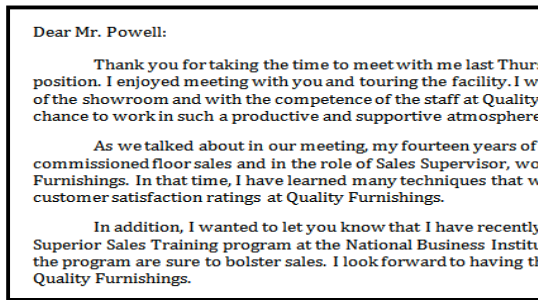 Dear Mr. Powell:
Thank you for taking the time to meet with me last Thurs
position. I enjoyed meeting with you and touring the facility. I w
of the showroom and with the competence of the staff at Quality
chance to work in such a productive and supportive atmosphere
As we talked about in our meeting, my fourteen years of
commissioned floor sales and in the role of Sales Supervisor, wo
Furnishings. In that time, I have learned many techniques that w
customer satisfaction ratings at Quality Furnishings.
In addition, I wanted to let you know that I have recently
Superior Sales Training program at the National Business Institu
the program are sure to bolster sales. I look forward to having th
Quality Furnishings.